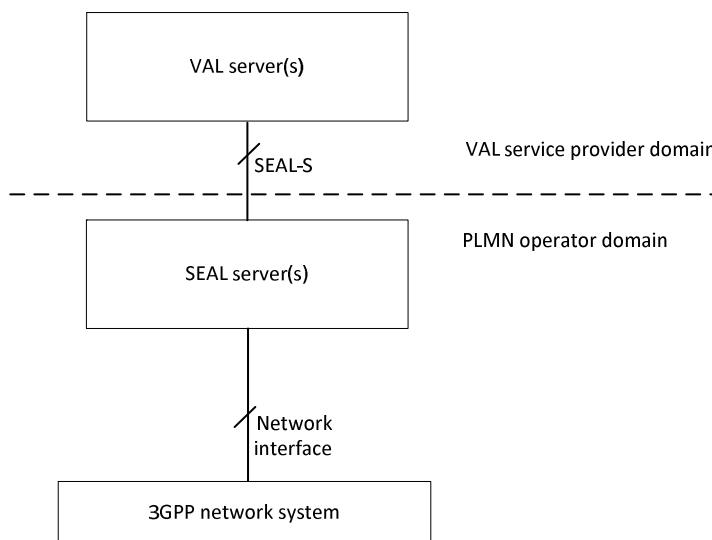 VAL server(s)
VAL service provider domain
SEAL-S
PLMN operator domain
SEAL server(s)
Network
interface
3GPP network system